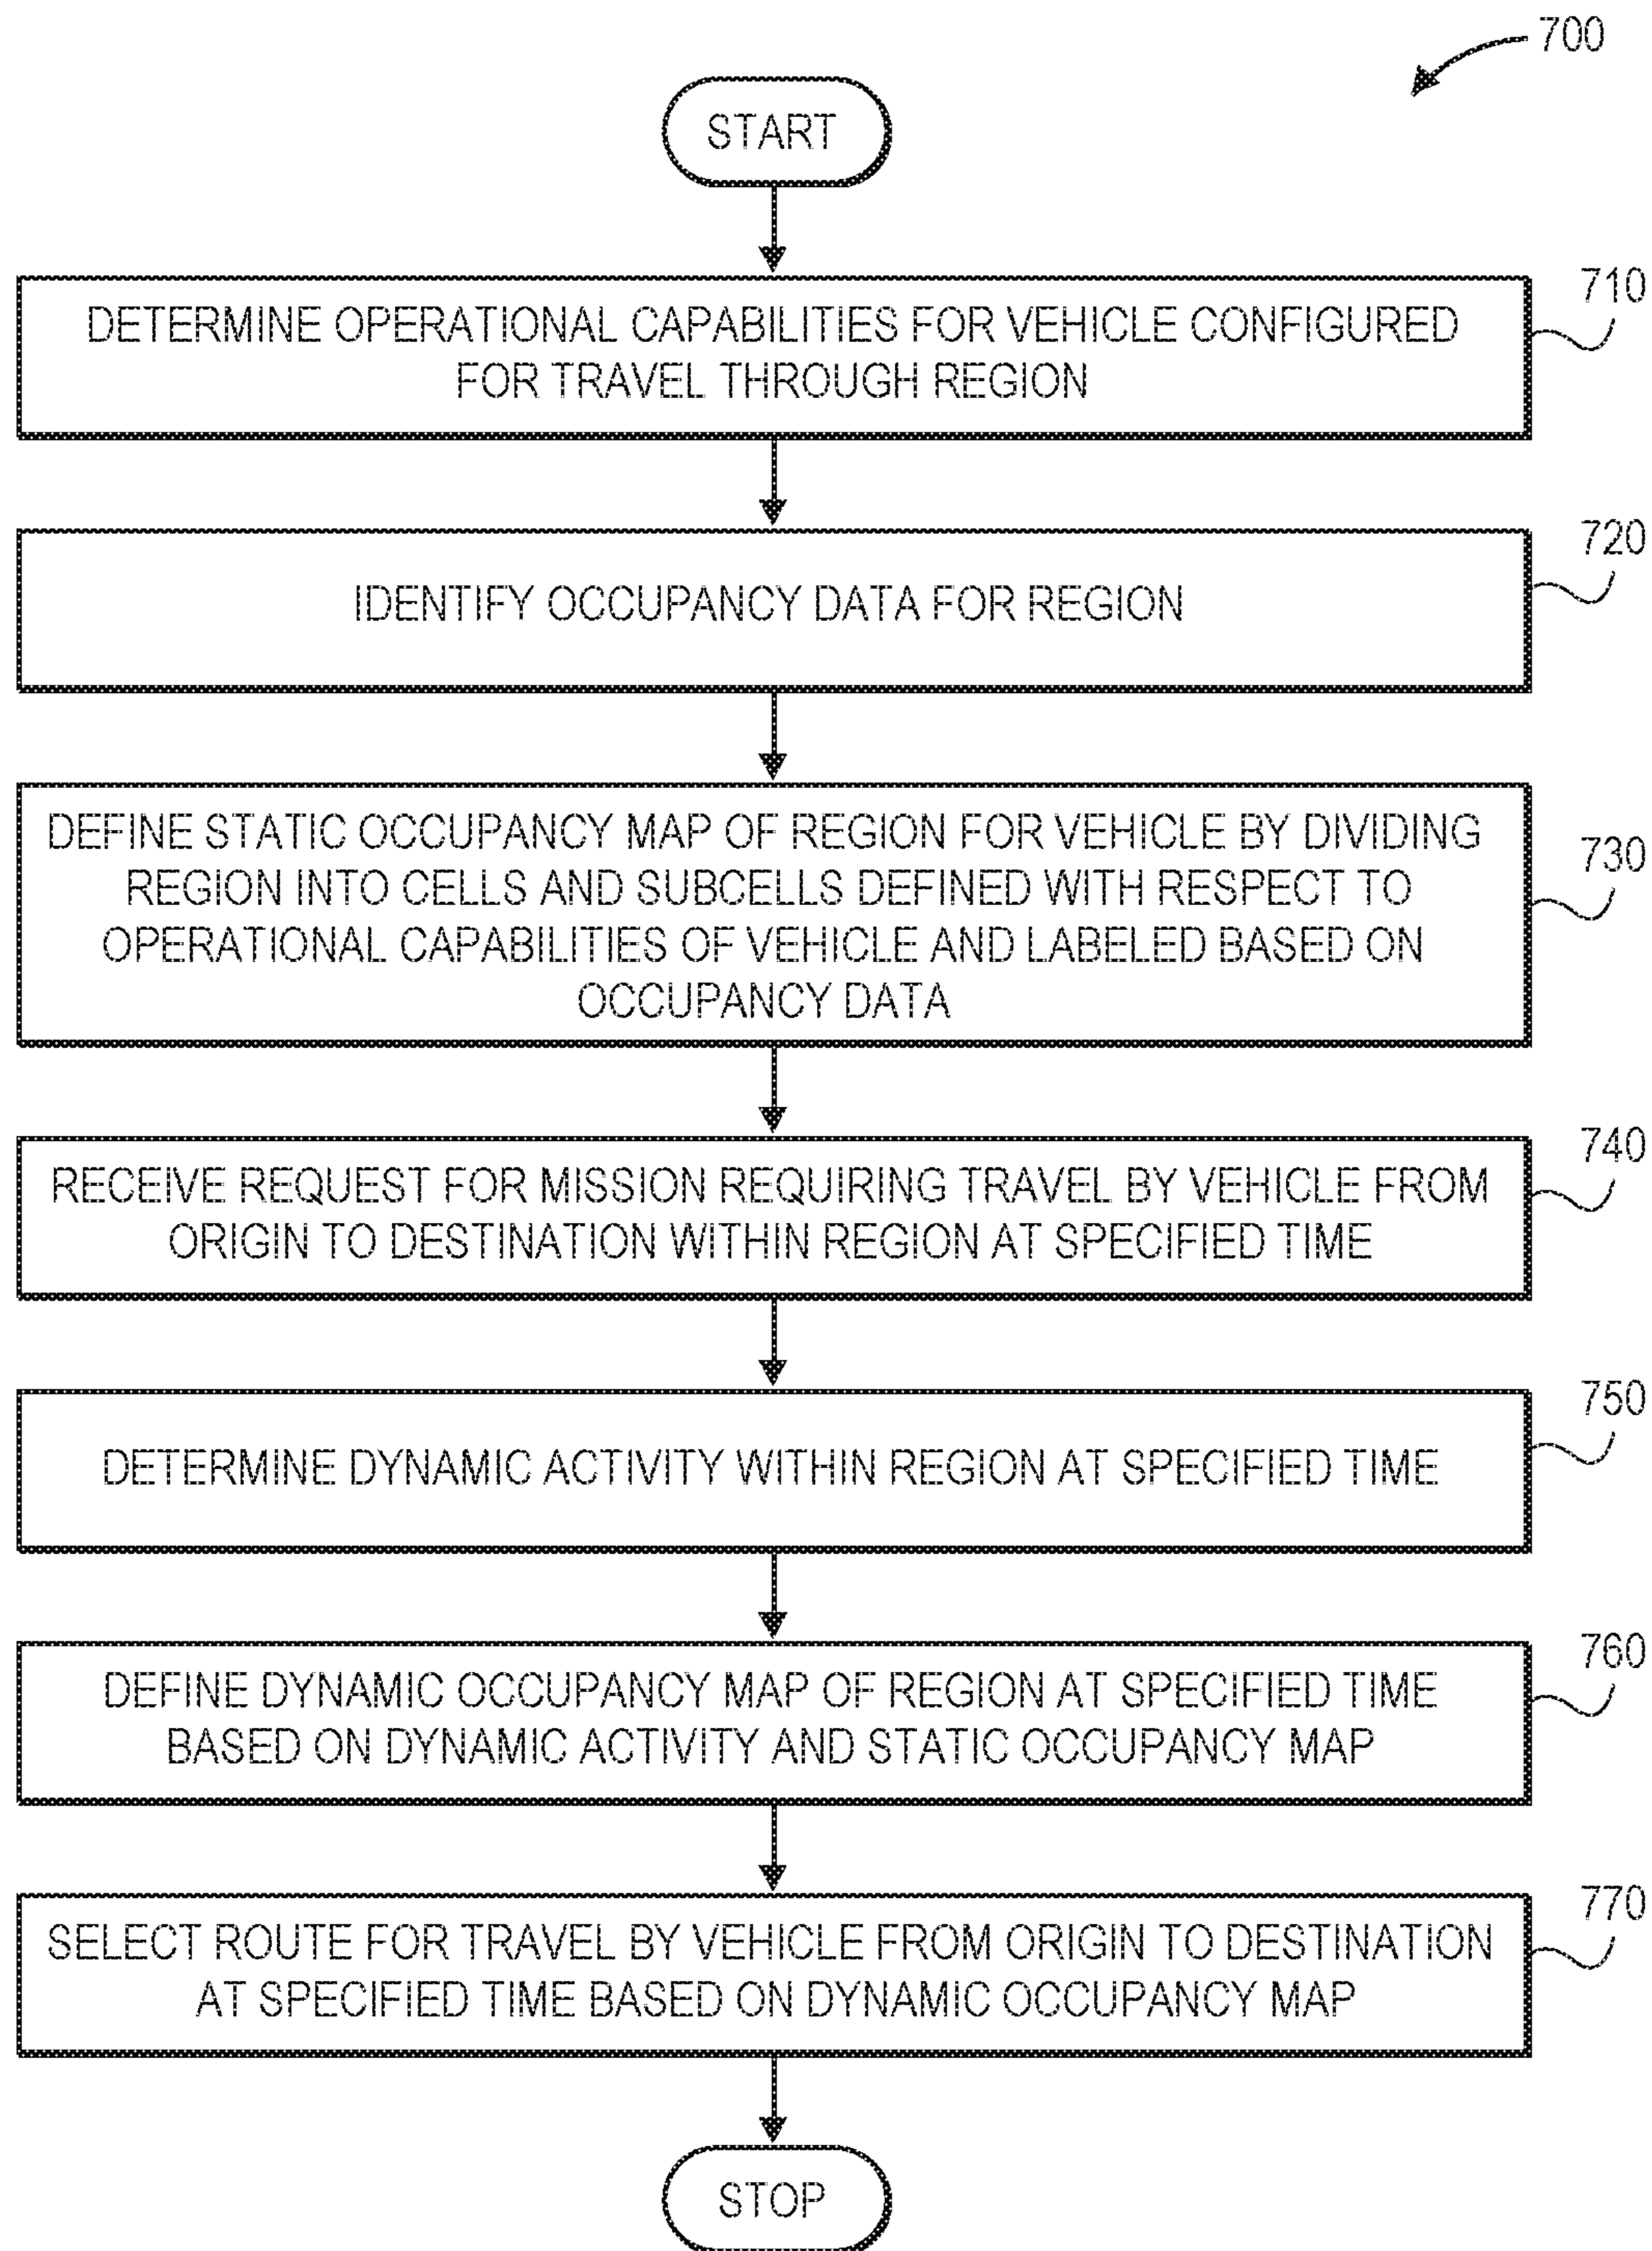 700
START
710
DETERMINE OPERATIONAL CAPABILITIES FOR VEHICLE CONFIGURED
FOR TRAVEL THROUGH REGION
720
IDENTIFY OCCUPANCY DATA FOR REGION
730
DEFINE STATIC OCCUPANCY MAP OF REGION FOR VEHICLE BY DIVIDING
REGION INTO CELLS AND SUBCELLS DEFINED WITH RESPECT TO
OPERATIONAL CAPABILITIES OF VEHICLE AND LABELED BASED ON
OCCUPANCY DATA
740
RECEIVE REQUEST FOR MISSION REQUIRING TRAVEL BY VEHICLE FROM
ORIGIN TO DESTINATION WITHIN REGION AT SPECIFIED TIME
750
DETERMINE DYNAMIC ACTIVITY WITHIN REGION AT SPECIFIED TIME
760
DEFINE DYNAMIC OCCUPANCY MAP OF REGION AT SPECIFIED TIME
BASED ON DYNAMIC ACTIVITY AND STATIC OCCUPANCY MAP
770
SELECT ROUTE FOR TRAVEL BY VEHICLE FROM ORIGIN TO DESTINATION
AT SPECIFIED TIME BASED ON DYNAMIC OCCUPANCY MAP
STOP